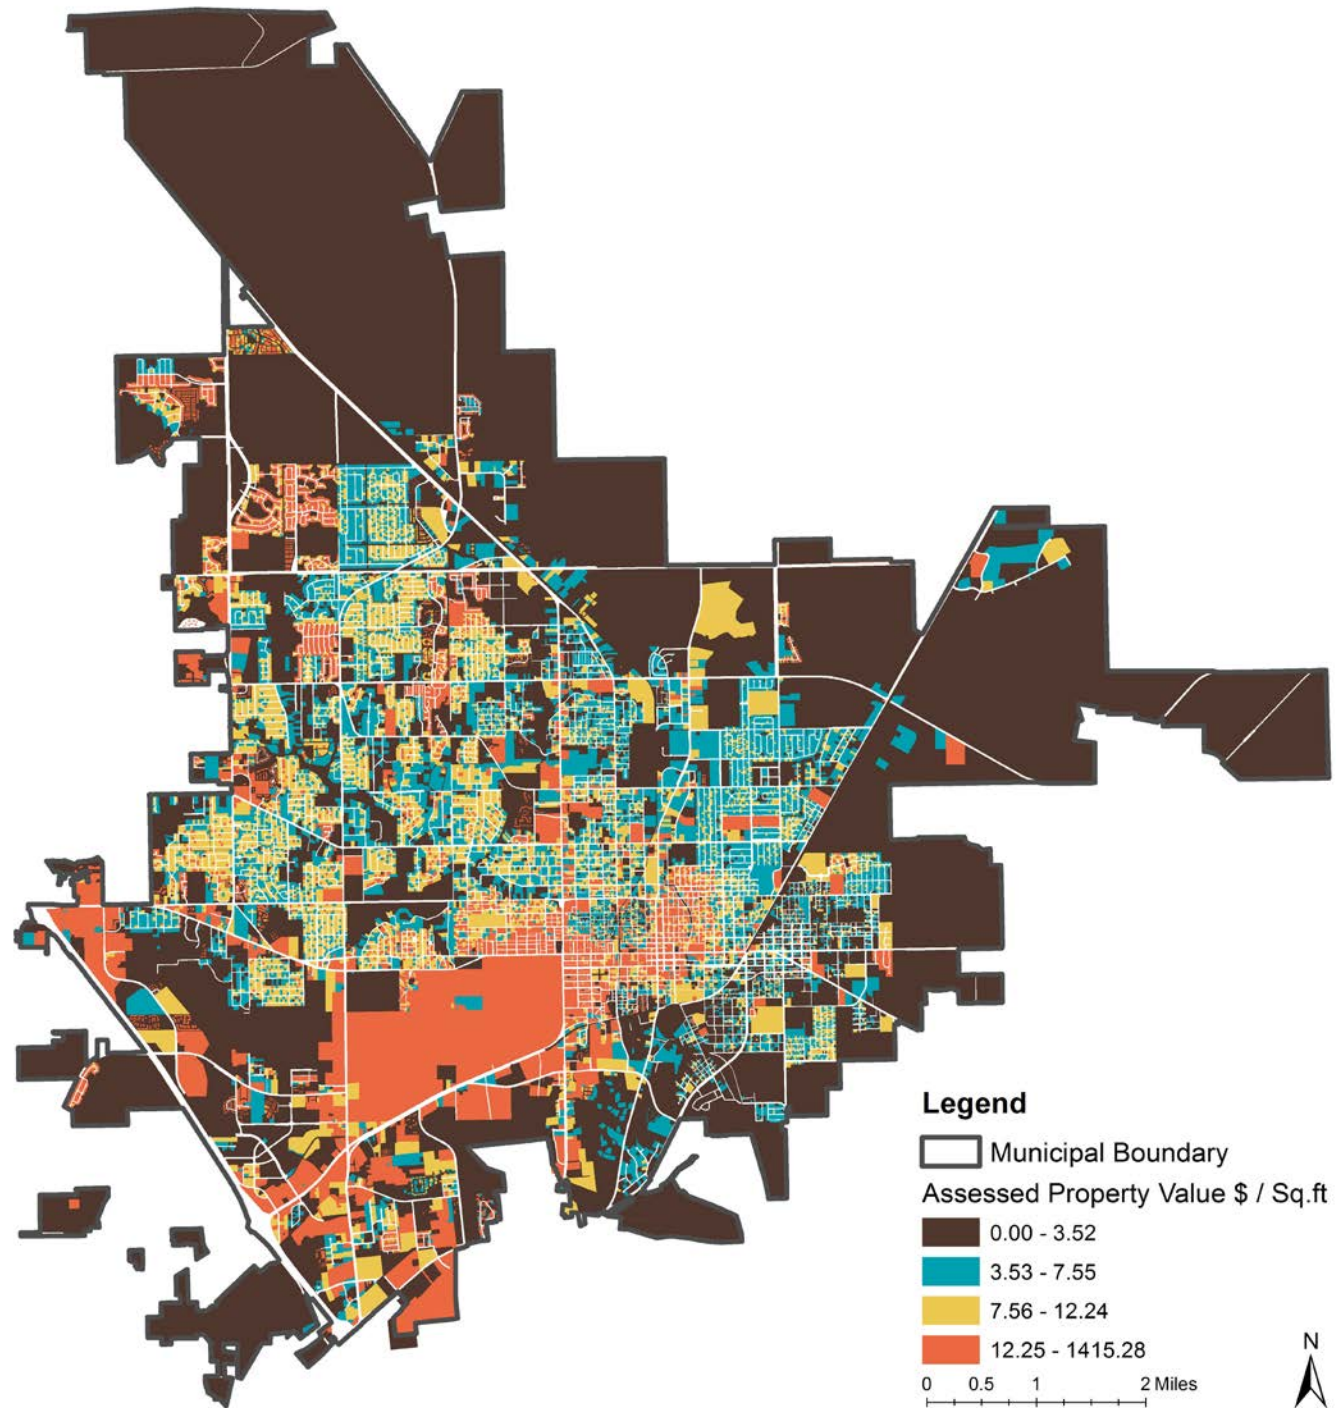 Legend
Municipal Boundary
Assessed Property Value $ / Sq.ft
0.00 - 3.52
3.53 - 7.55
7.56 - 12.24
12.25 - 1415.28
0 0.5 1 2 Miles
N